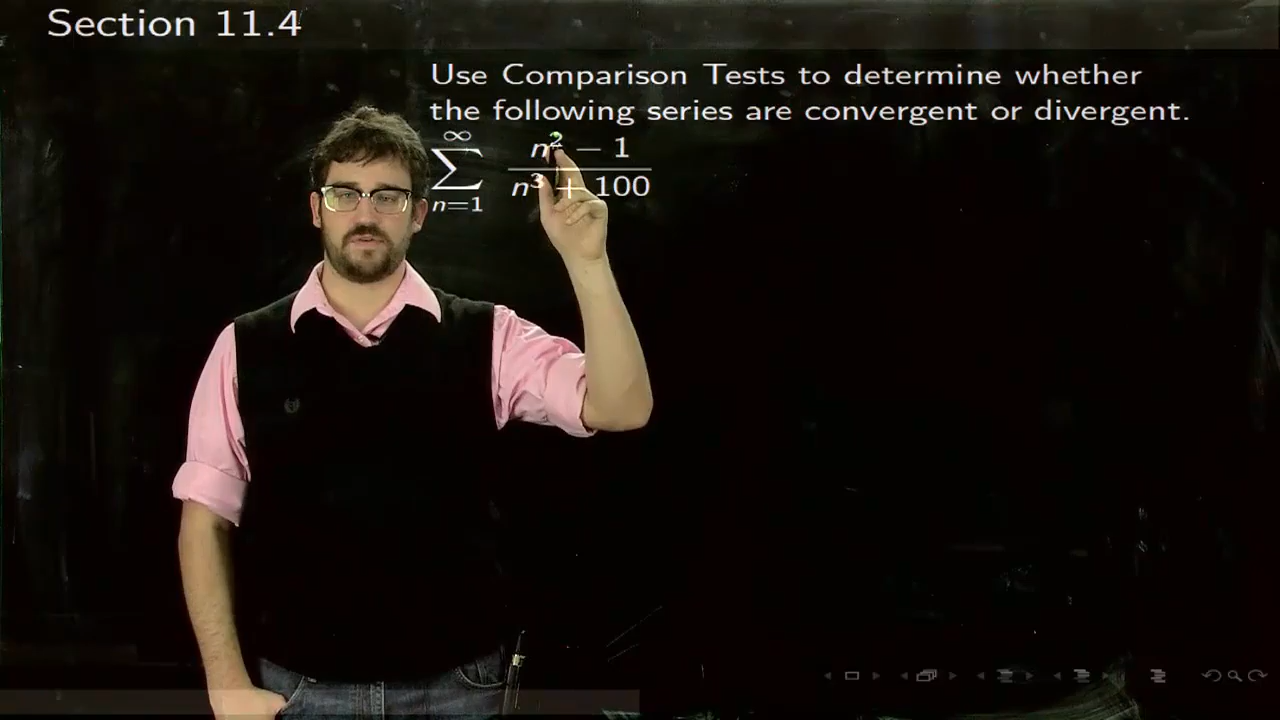 Section 11.4
Use Comparison Tests to determine whether
the following series are convergent or divergent.
∞
∑ (n² − 1)/(n³ + 100)
n=1